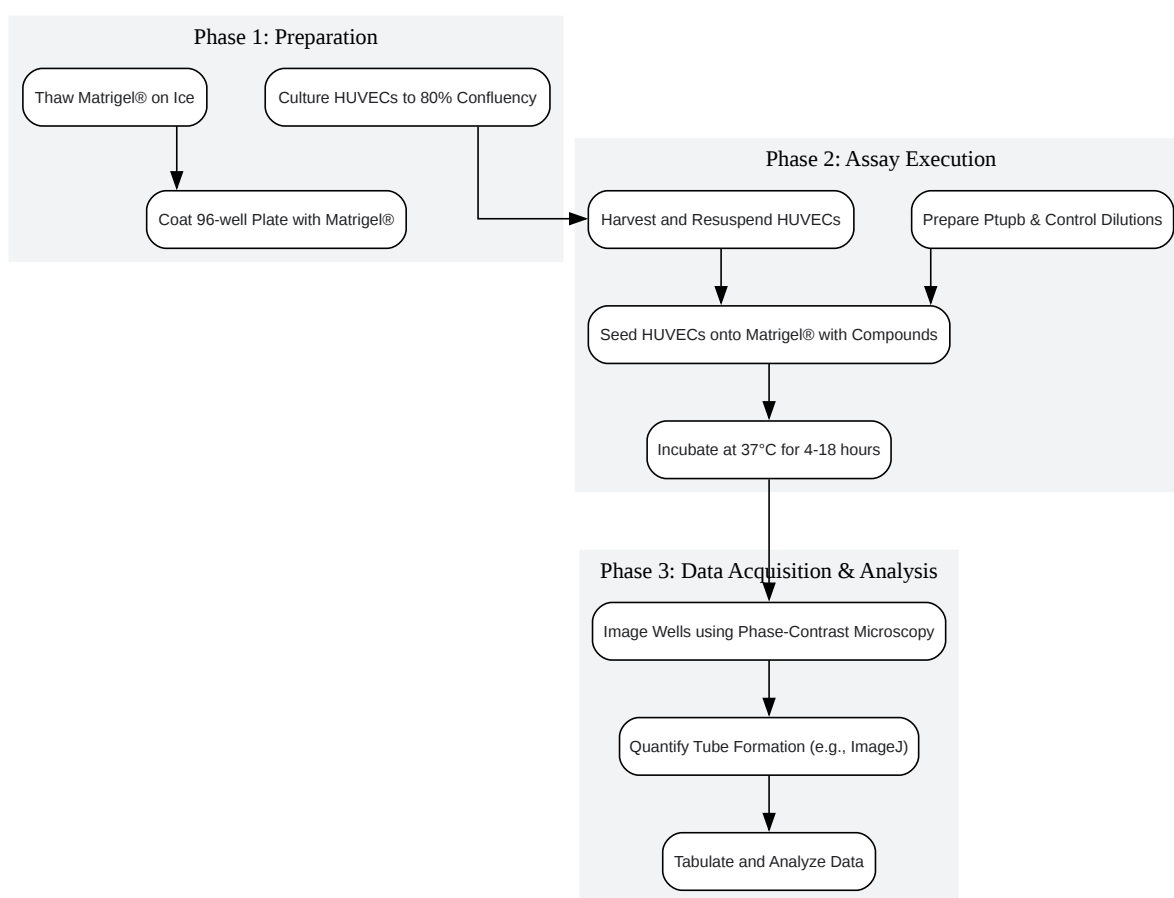 Phase 1: Preparation
Thaw Matrigel® on Ice
Culture HUVECs to 80% Confluency
Coat 96-well Plate with Matrigel®
Phase 2: Assay Execution
Harvest and Resuspend HUVECs
Prepare Ptupb & Control Dilutions
Seed HUVECs onto Matrigel® with Compounds
Incubate at 37°C for 4-18 hours
Phase 3: Data Acquisition & Analysis
Image Wells using Phase-Contrast Microscopy
Quantify Tube Formation (e.g., ImageJ)
Tabulate and Analyze Data